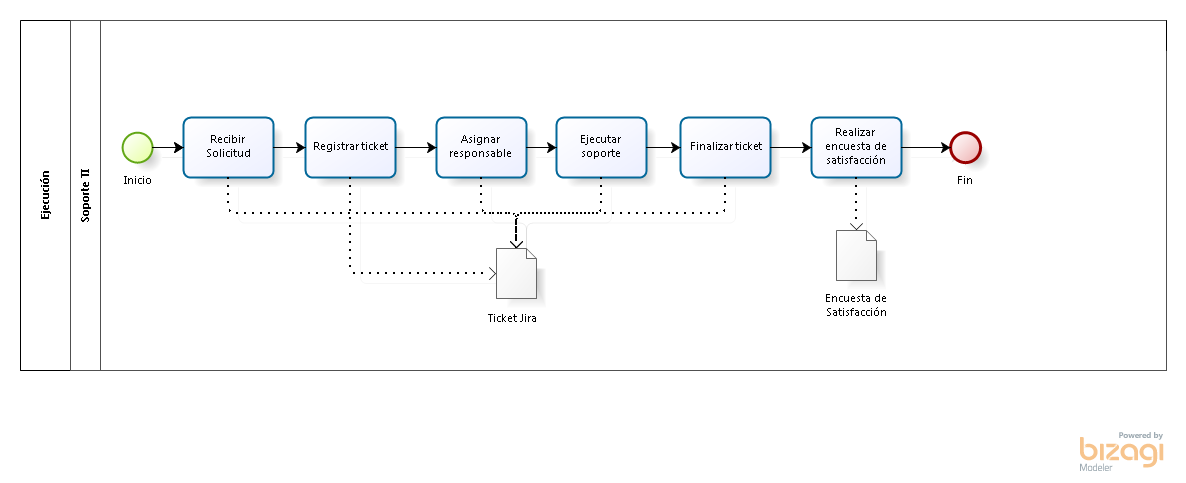 Ejecución
Soporte II
Inicio
Recibir
Solicitud
Registrar ticket
Asignar
responsable
Ejecutar
soporte
Finalizar ticket
Realizar
encuesta de
satisfacción
Fin
Ticket Jira
Encuesta de
Satisfacción
Powered by
bizagi
Modeler